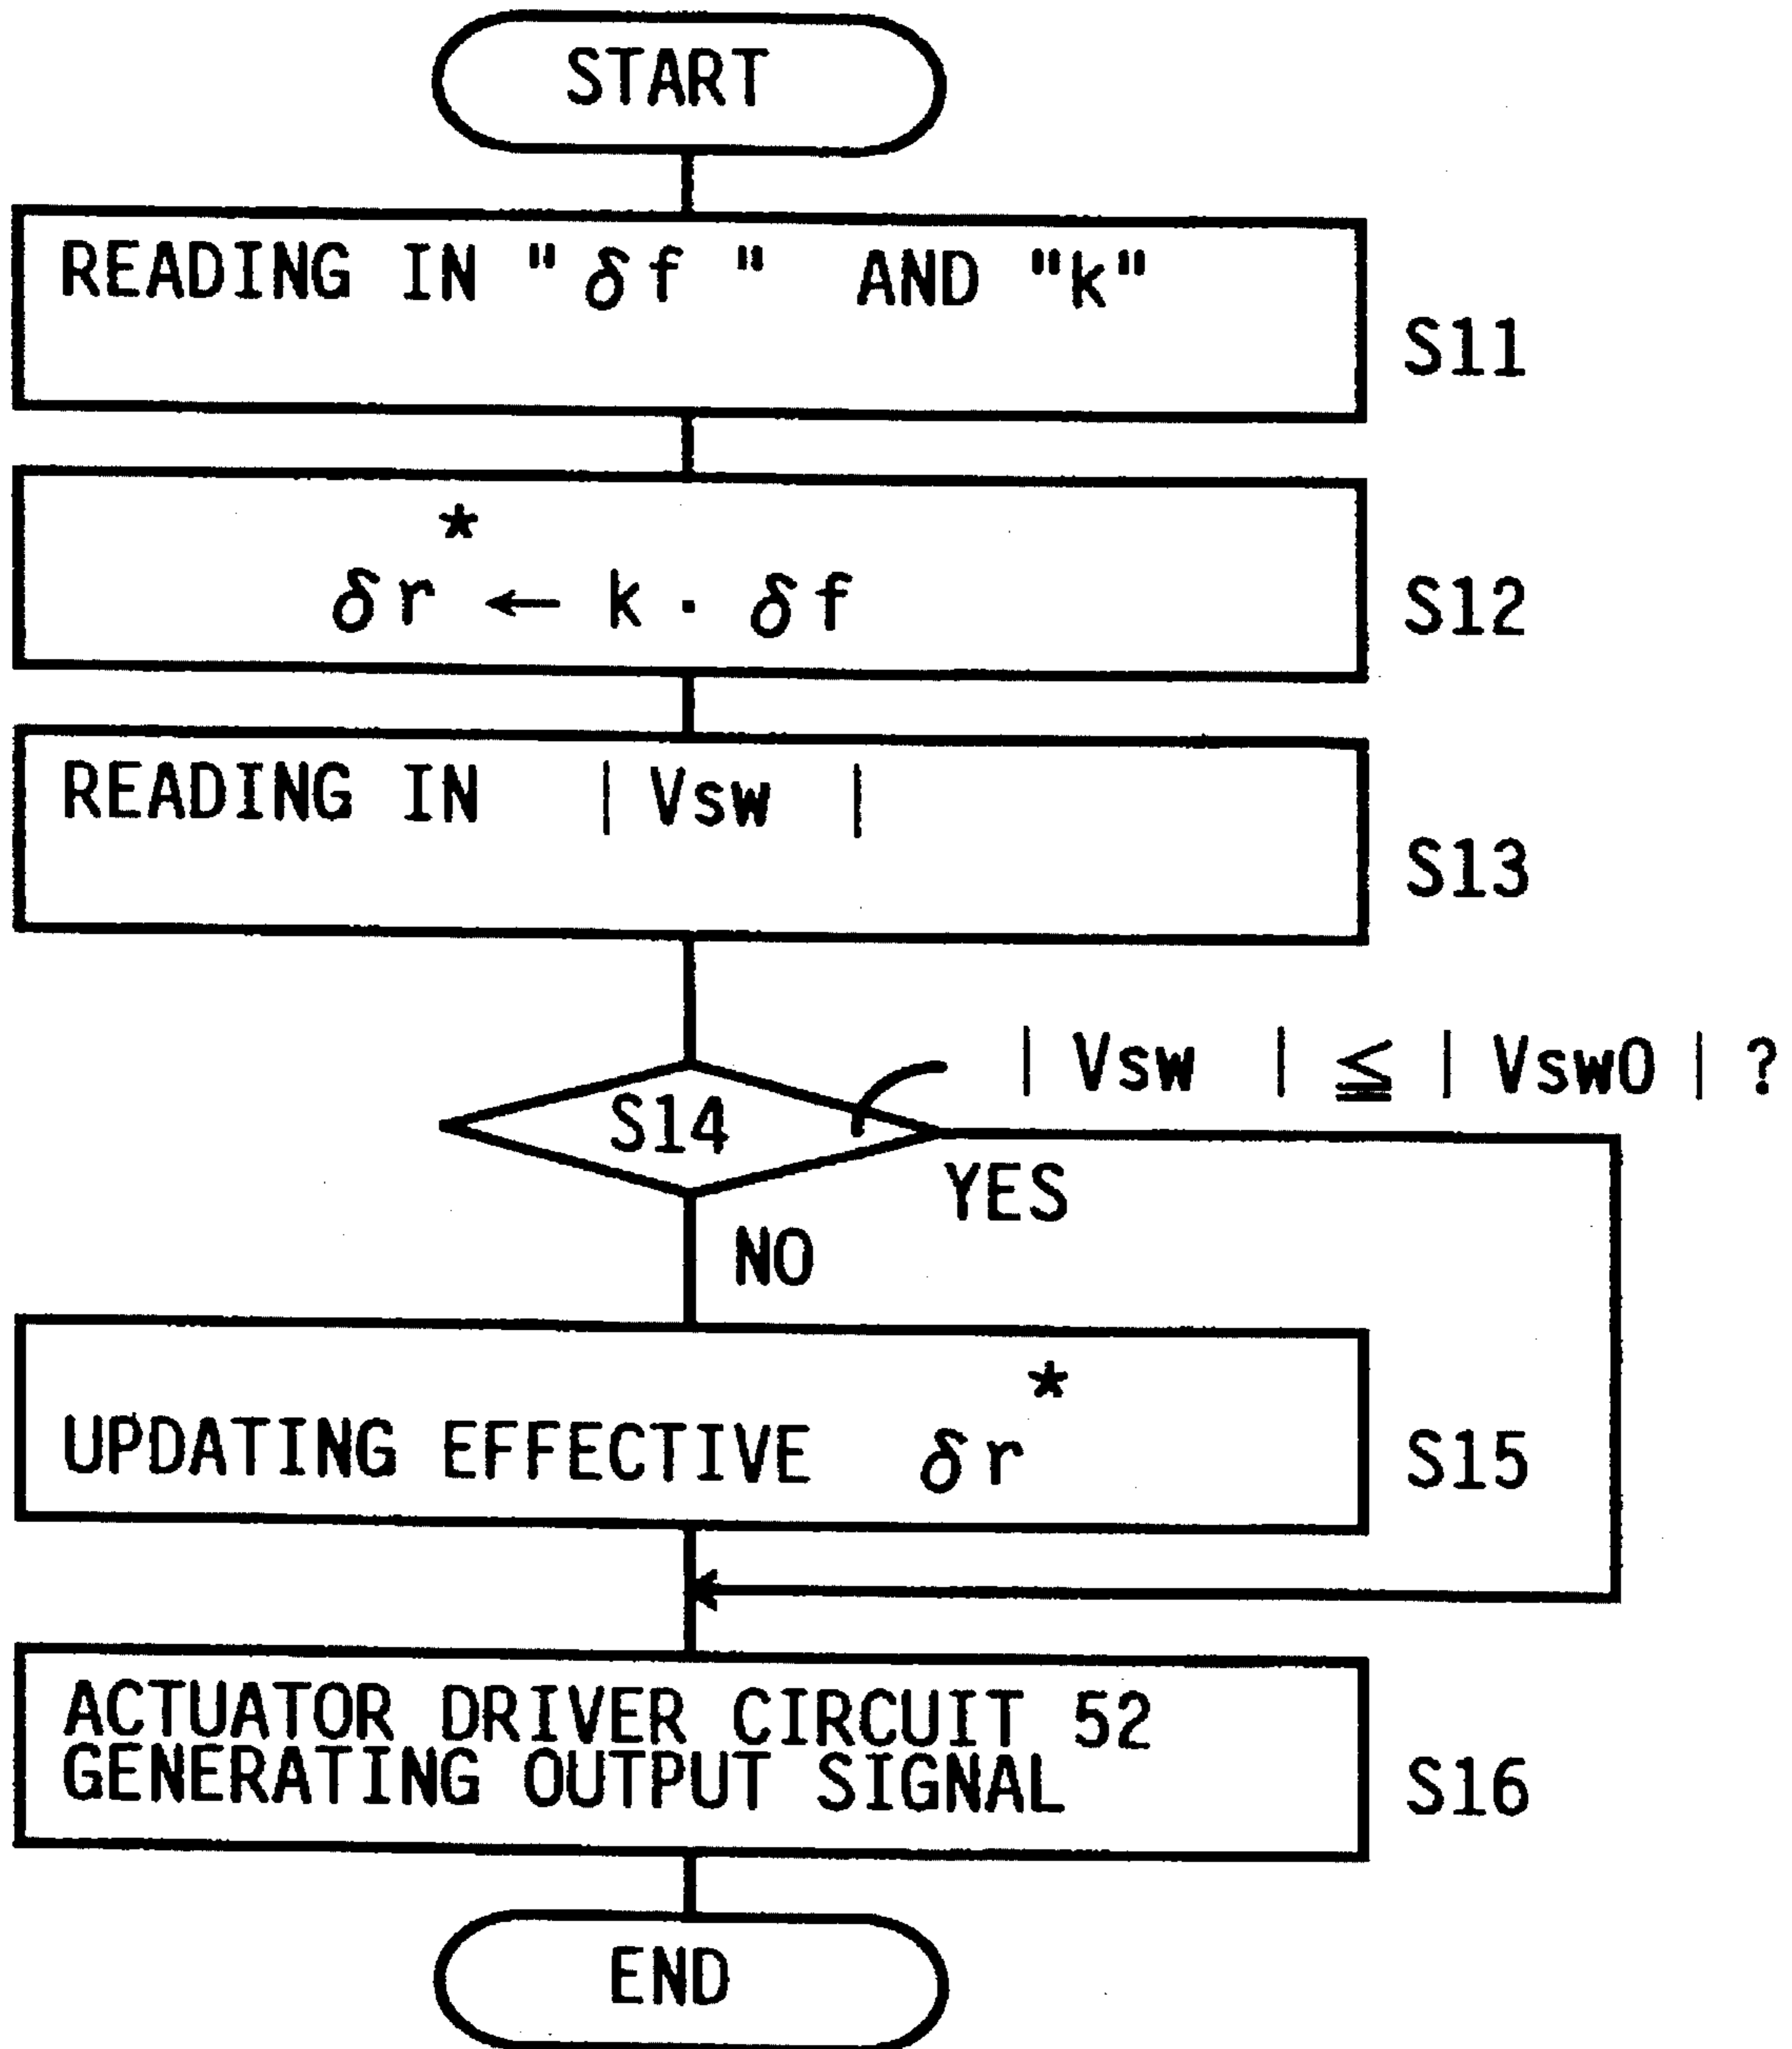 START
READING IN "δf" AND "k"
S11
δr* ← k · δf
S12
READING IN |Vsw|
S13
|Vsw| ≦ |Vsw0| ?
S14
YES
NO
UPDATING EFFECTIVE δr*
S15
ACTUATOR DRIVER CIRCUIT 52
GENERATING OUTPUT SIGNAL
S16
END